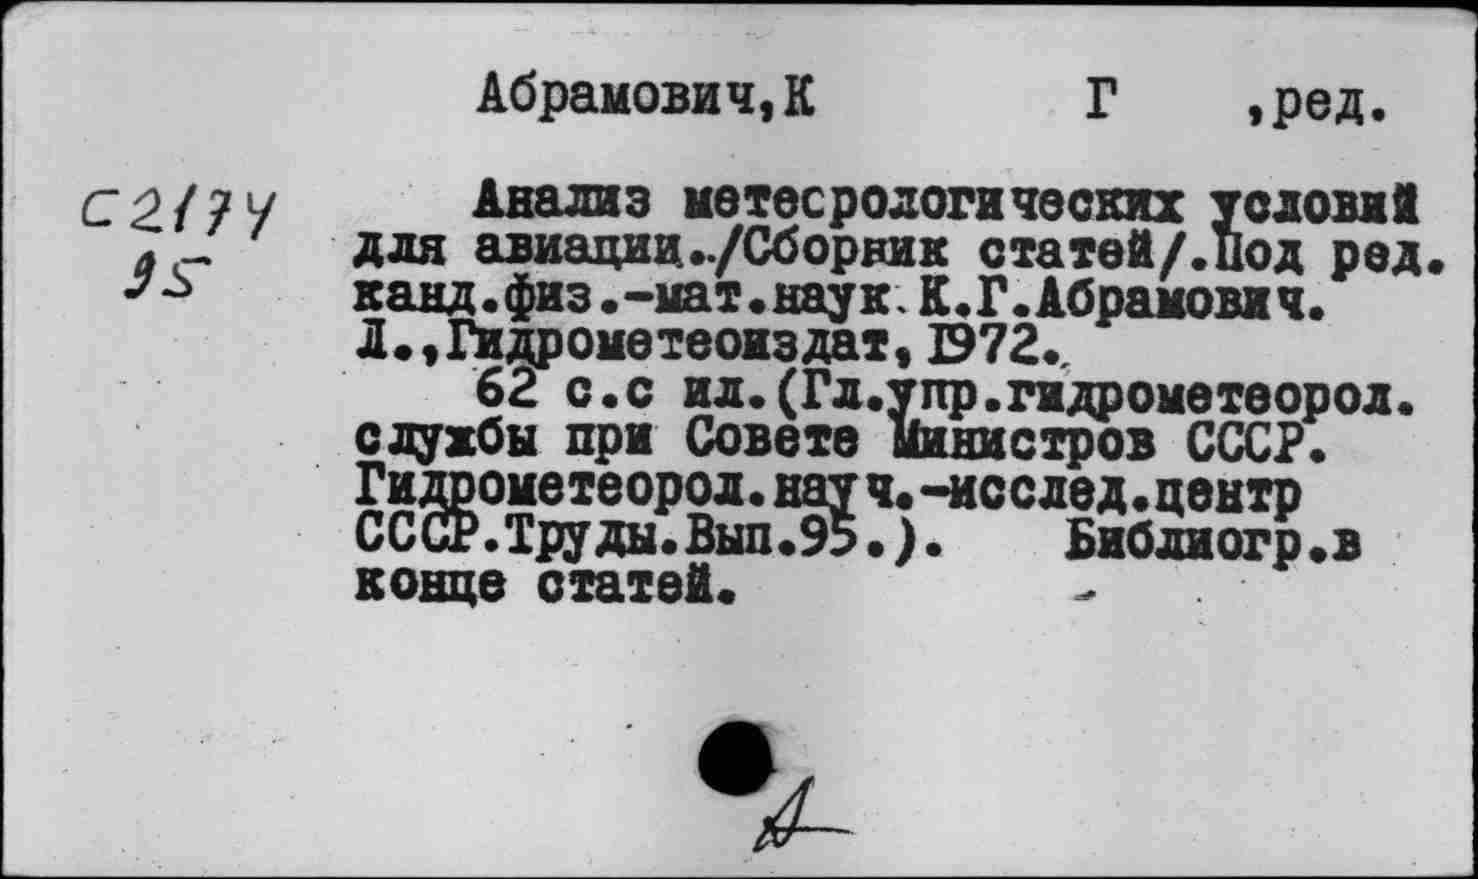 Абрамович,К Г ,ред.
С2/74
95
Анализ метесрологических условий
для авиации../Сборник статей/.Под ред.
канд.физ.-мат.наук.К.Г.Абрамович.
Л.,Гидрометеоиздат,1972.
62 с.с ил.(Гл.упр.гидрометеорол.
службы при Совете Министров СССР.
Гидрометеорол.науч.-исслед.центр
СССР.Труды.Вып.95.). Библиогр.в
конце статей.
А